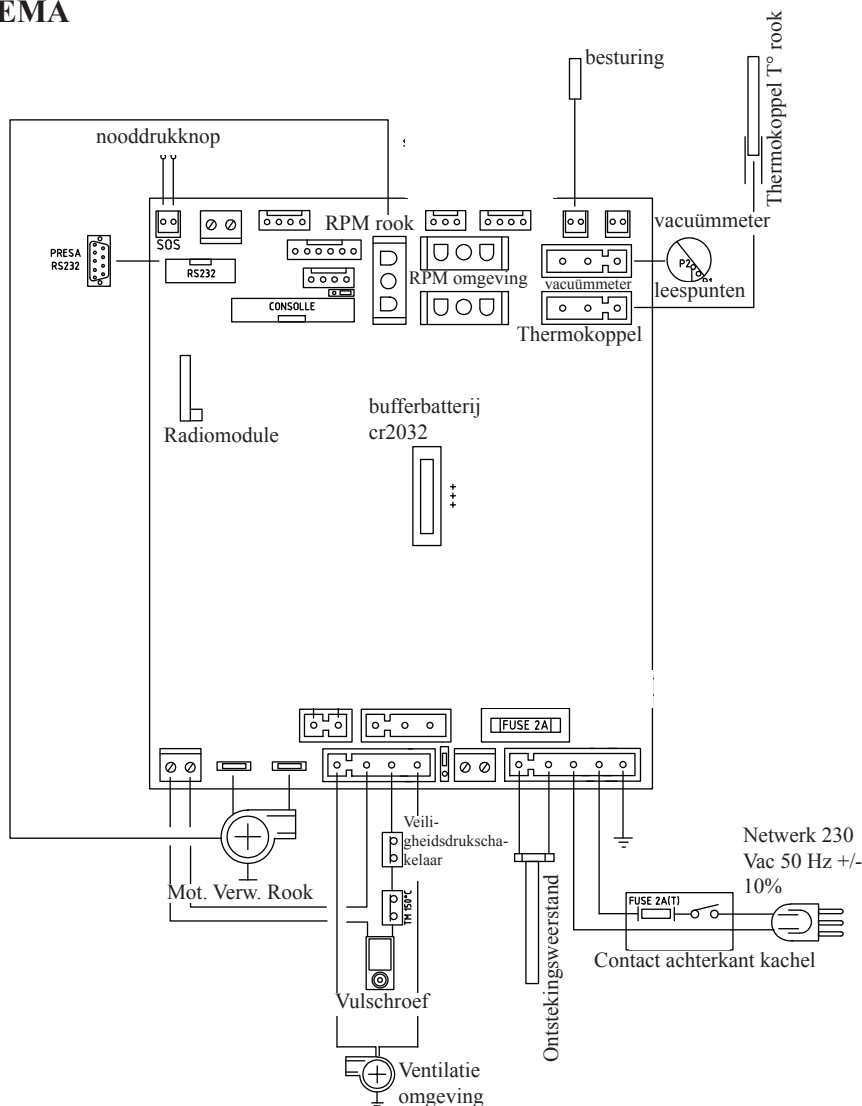 EMA
besturing
Thermokoppel T° rook
nooddrukknop
SOS
RPM rook
vacuümmeter
PRESA
RS232
RS232
P2
RPM omgeving
vacuümmeter
leespunten
CONSOLLE
Thermokoppel
Radiomodule
bufferbatterij
cr2032
+++
FUSE 2A
Veili-
gheidsdrukscha-
kelaar
Mot. Verw. Rook
TM 150°C
Vulschroef
Ontstekingsweerstand
Netwerk 230
Vac 50 Hz +/-
10%
FUSE 2A(T)
Contact achterkant kachel
Ventilatie
omgeving